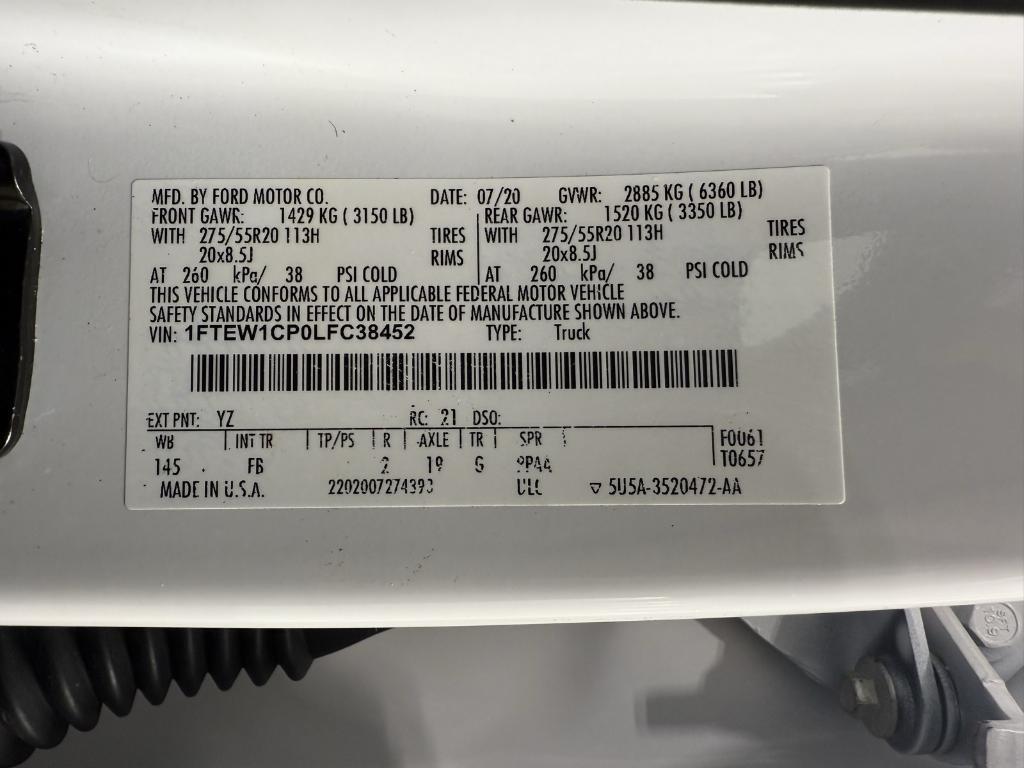 MFD. BY FORD MOTOR CO. DATE: 07/20 GVWR: 2885 KG ( 6360 LB)
FRONT GAWR: 1429 KG ( 3150 LB) REAR GAWR: 1520 KG ( 3350 LB)
WITH 275/55R20 113H TIRES WITH 275/55R20 113H TIRES
20x8.5J RIMS 20x8.5J RIMS
AT 260 kPa/ 38 PSI COLD AT 260 kPa/ 38 PSI COLD
THIS VEHICLE CONFORMS TO ALL APPLICABLE FEDERAL MOTOR VEHICLE
SAFETY STANDARDS IN EFFECT ON THE DATE OF MANUFACTURE SHOWN ABOVE.
VIN: 1FTEW1CP0LFC38452 TYPE: Truck
EXT PNT: YZ RC: 21 DSO:
WB INT TR TP/PS R AXLE TR SPR F0061
145 FB 2 19 G T0657
MADE IN U.S.A. ▽ 5U5A-3520472-AA